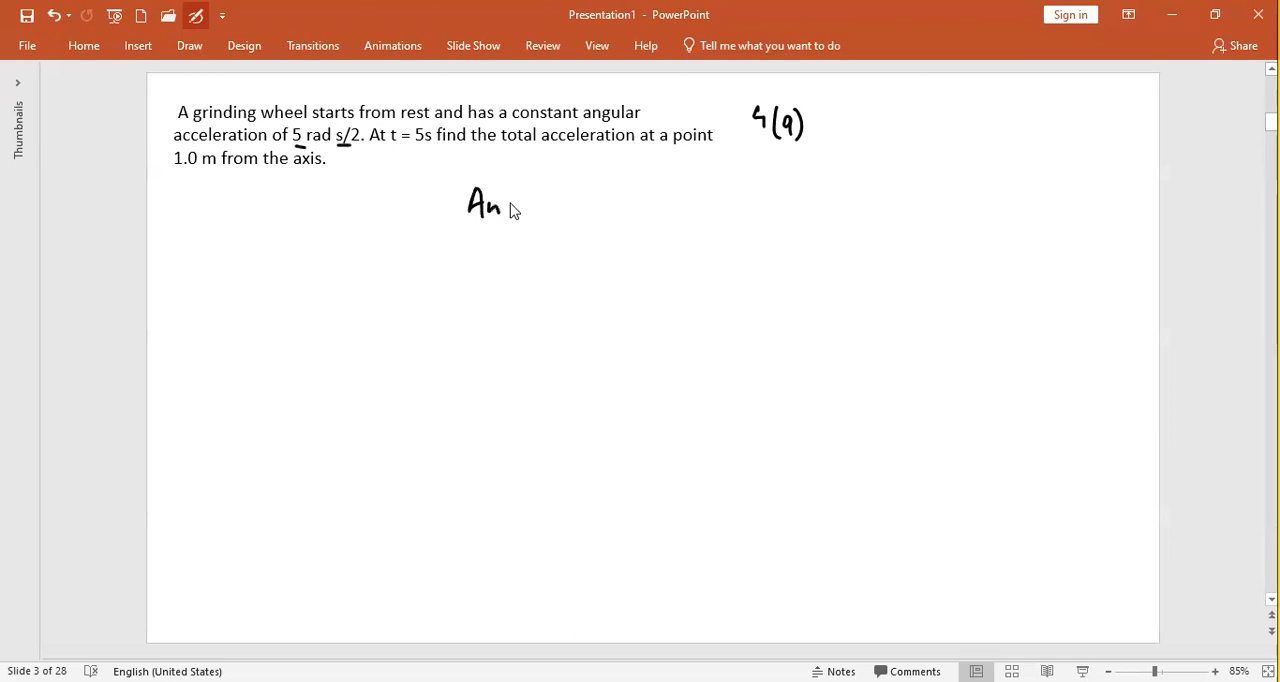 Presentation1 - PowerPoint
Sign in
File Home Insert Draw Design Transitions Animations Slide Show Review View Help Tell me what you want to do Share
Thumbnails
A grinding wheel starts from rest and has a constant angular
acceleration of 5 rad s/2. At t = 5s find the total acceleration at a point
1.0 m from the axis.
4(9)
An
Slide 3 of 28 English (United States) Notes Comments 85%